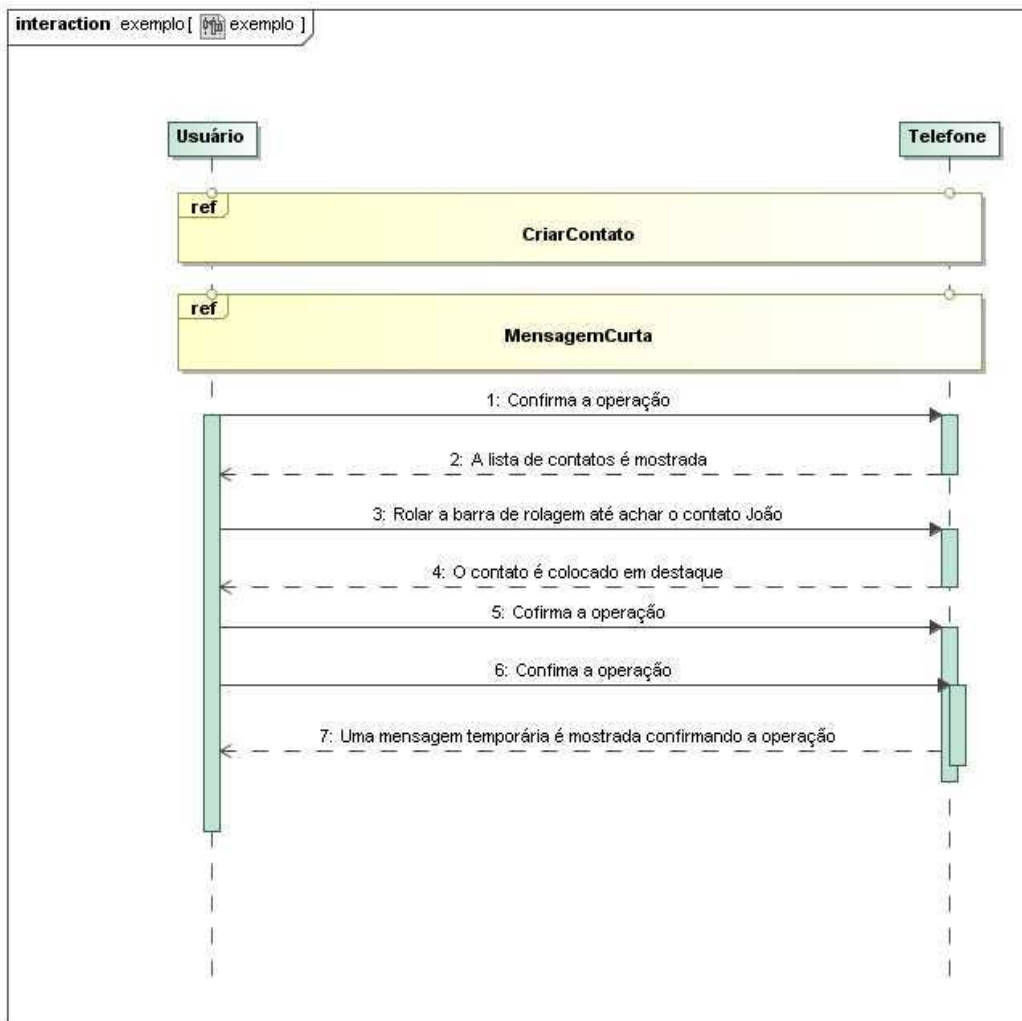 interaction exemplo [ exemplo ]
Usuário
Telefone
ref
CriarContato
ref
MensagemCurta
1: Confirma a operação
2: A lista de contatos é mostrada
3: Rolar a barra de rolagem até achar o contato João
4: O contato é colocado em destaque
5: Cofirma a operação
6: Confima a operação
7: Uma mensagem temporária é mostrada confirmando a operação